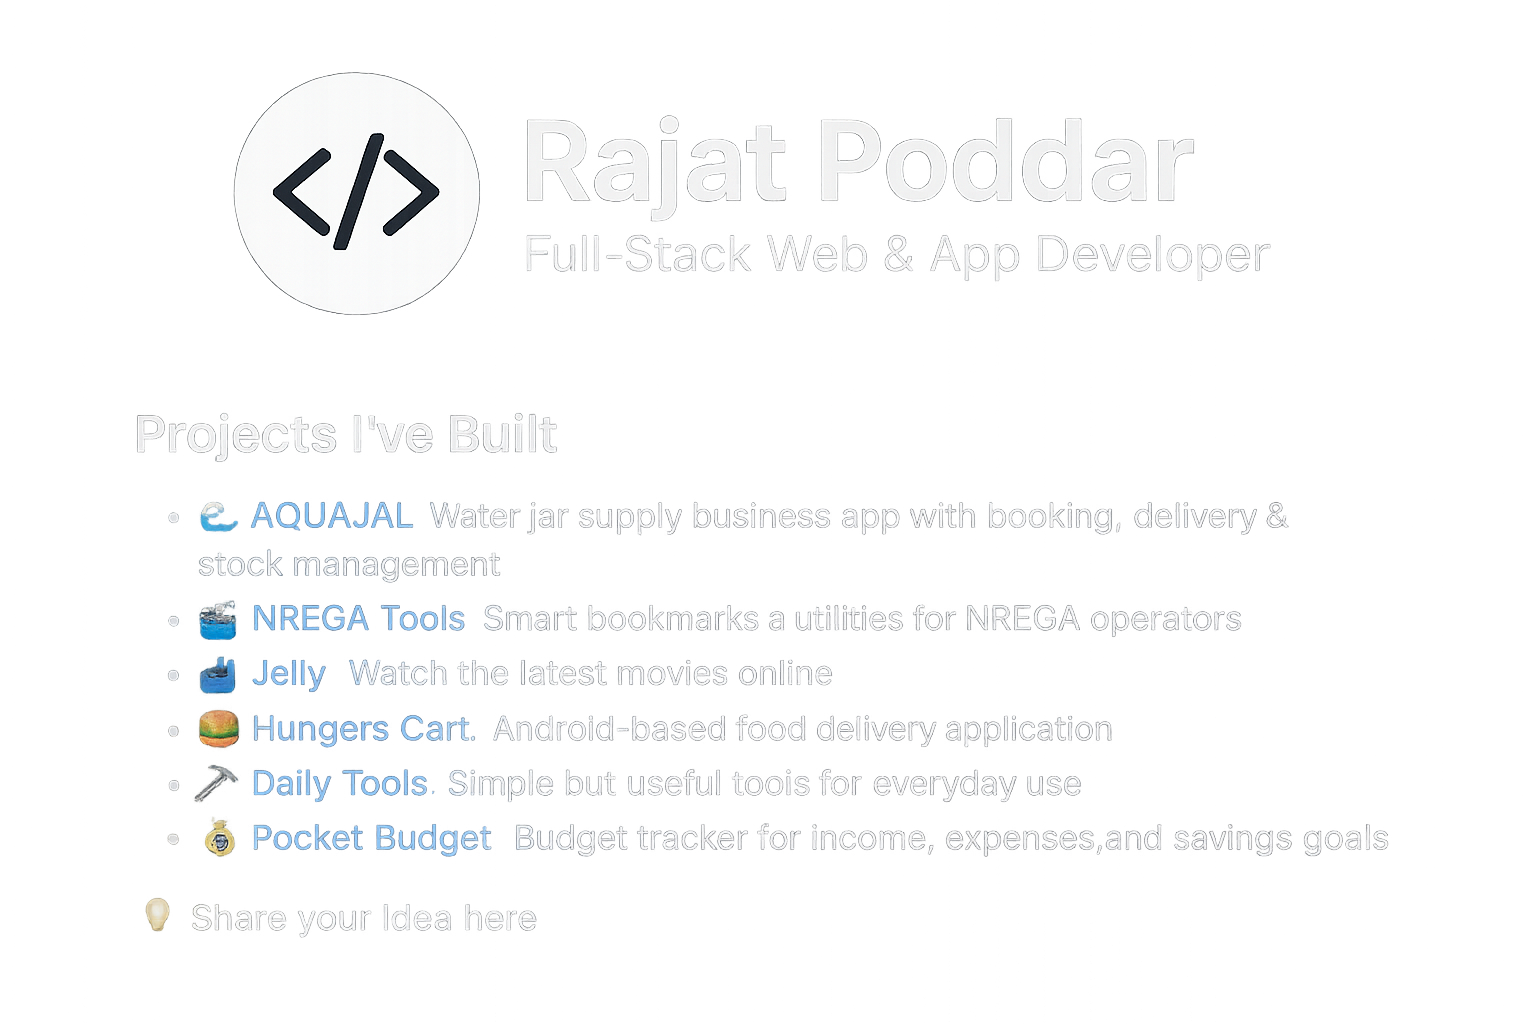 </>
Rajat Poddar
Full-Stack Web & App Developer
Projects I've Built
• AQUAJAL Water jar supply business app with booking, delivery &
stock management
• NREGA Tools Smart bookmarks a utilities for NREGA operators
• Jelly Watch the latest movies online
• Hungers Cart. Android-based food delivery application
• Daily Tools. Simple but useful toois for everyday use
• Pocket Budget Budget tracker for income, expenses,and savings goals
Share your Idea here